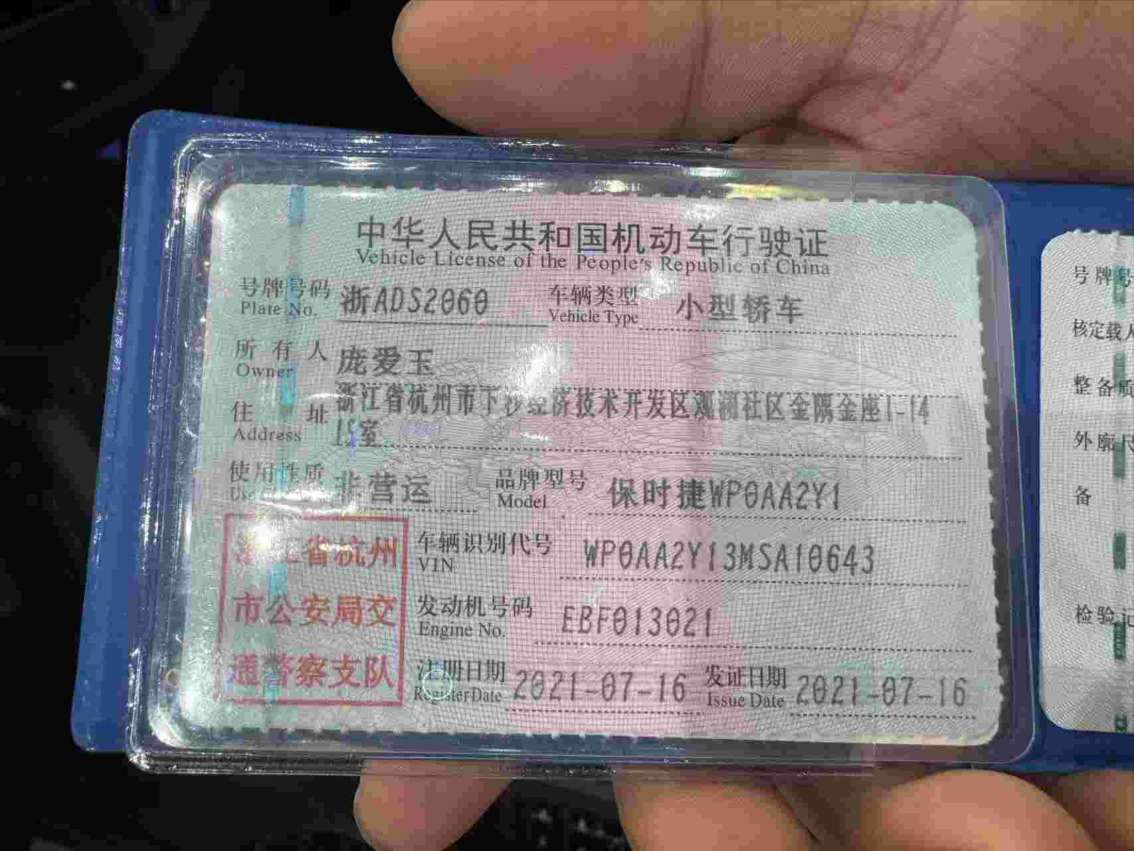 中华人民共和国机动车行驶证
Vehicle License of the People's Republic of China
号牌号码 浙ADS2060 车辆类型 小型轿车
Plate No. Vehicle Type
所有人 庞爱玉
Owner
住址 浙江省杭州市下沙经济技术开发区观澜社区金隅金座1-14
Address 15室
使用性质 非营运 品牌型号 保时捷WP0AA2Y1
Model
车辆识别代号 WP0AA2Y13MSA10643
VIN
发动机号码 EBF013021
Engine No.
注册日期 2021-07-16 发证日期 2021-07-16
Register Date Issue Date
浙江省杭州
市公安局交
通警察支队
号牌号
核定载人
整备质
外廓尺
备
检验记